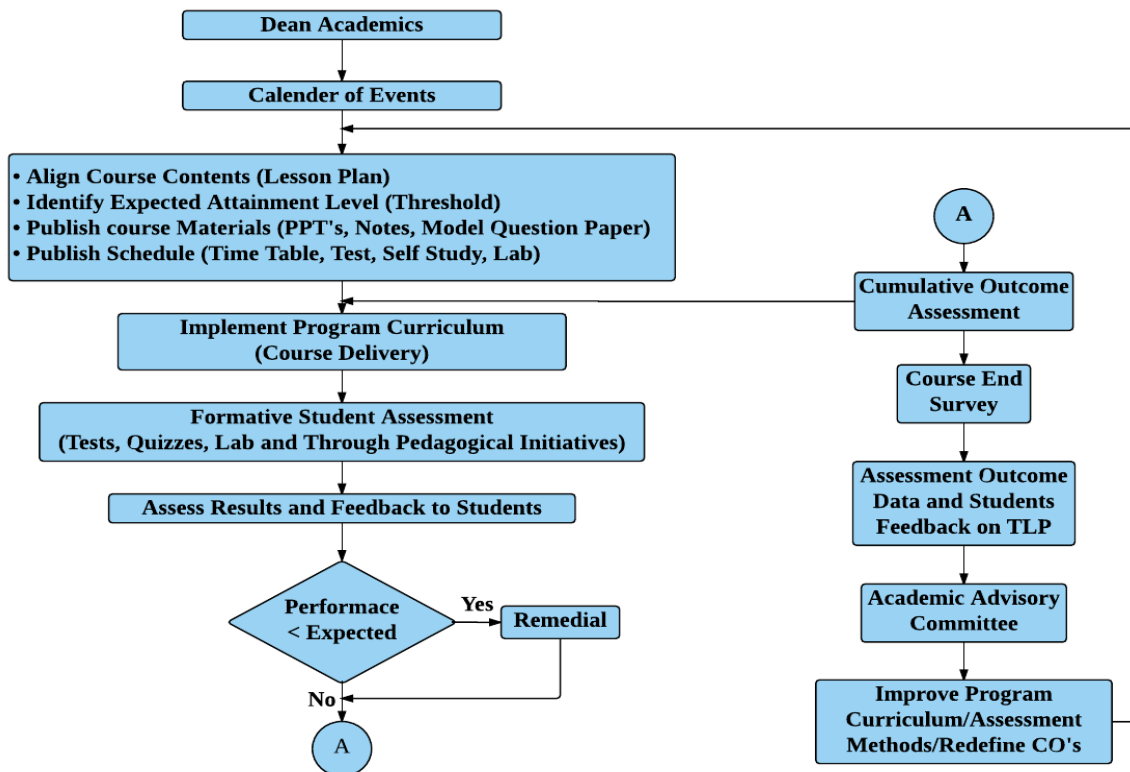 Dean Academics
Calender of Events
• Align Course Contents (Lesson Plan)
• Identify Expected Attainment Level (Threshold)
• Publish course Materials (PPT's, Notes, Model Question Paper)
• Publish Schedule (Time Table, Test, Self Study, Lab)
Implement Program Curriculum
(Course Delivery)
Formative Student Assessment
(Tests, Quizzes, Lab and Through Pedagogical Initiatives)
Assess Results and Feedback to Students
Performace
< Expected
Yes
Remedial
No
A
A
Cumulative Outcome
Assessment
Course End
Survey
Assessment Outcome
Data and Students
Feedback on TLP
Academic Advisory
Committee
Improve Program
Curriculum/Assessment
Methods/Redefine CO's